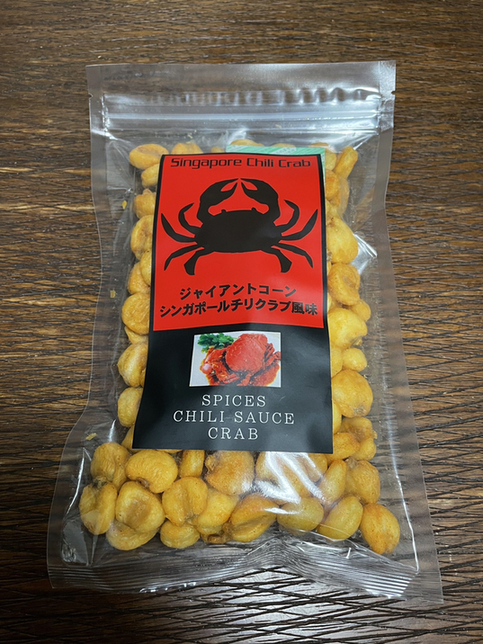 Singapore Chili Crab
ジャイアントコーン
シンガポールチリクラブ風味
SPICES
CHILI SAUCE
CRAB